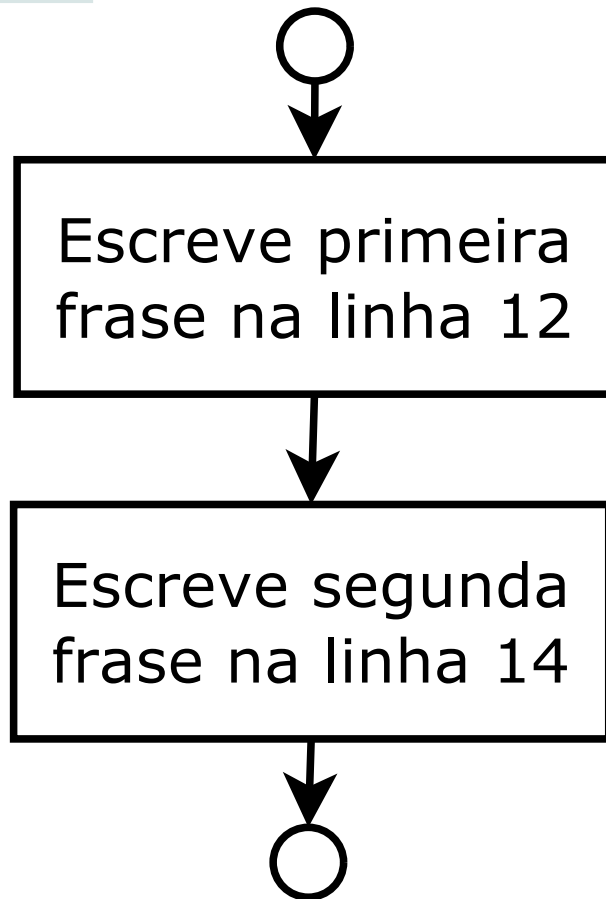 Escreve primeira
frase na linha 12
Escreve segunda
frase na linha 14